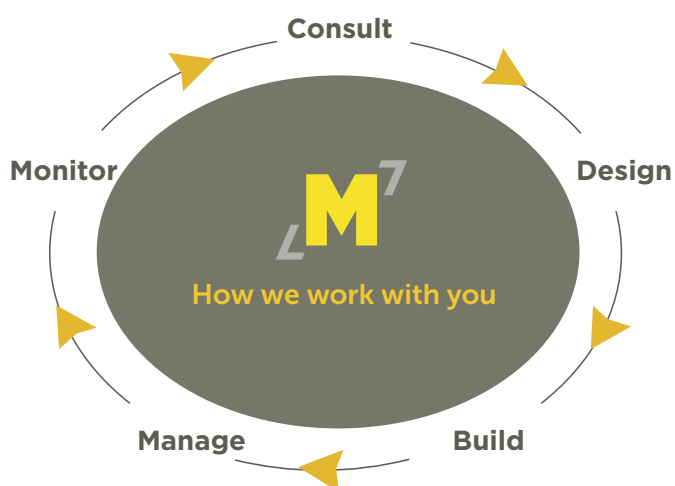 Consult
Monitor
Design
M
How we work with you
Manage
Build